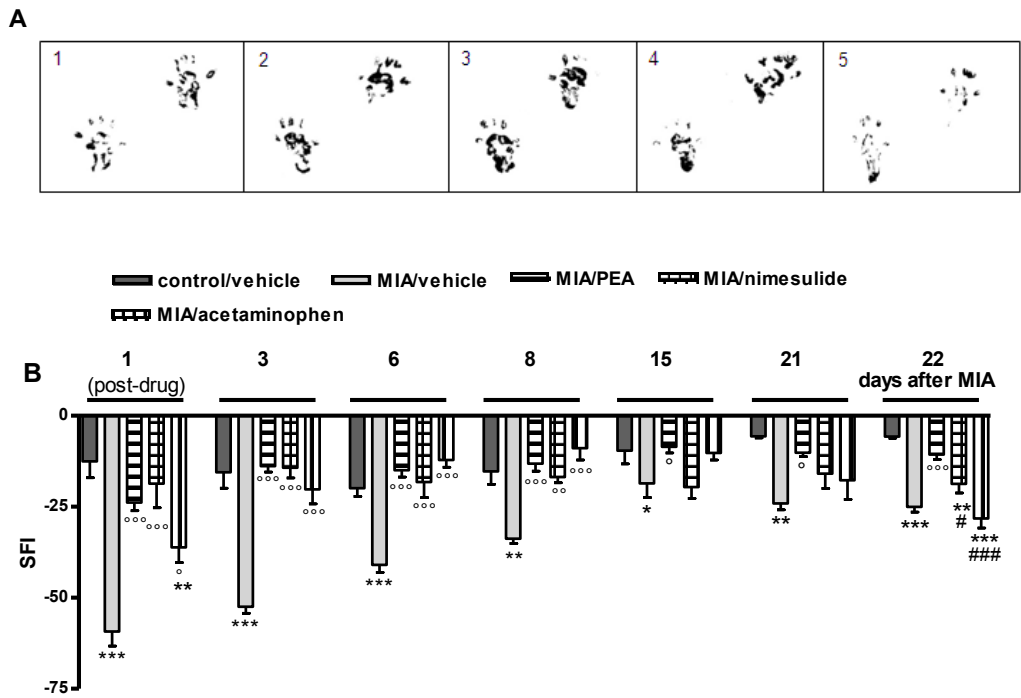 A
1 2 3 4 5
control/vehicle MIA/vehicle MIA/PEA MIA/nimesulide
MIA/acetaminophen
B
1 3 6 8 15 21 22
(post-drug) days after MIA
0
-25
-50
-75
SFI
*** °°° °°° ° **
*** °°° °°° °°°
*** °°° °°° °°°
** °°° °° °°°
* °
** °
*** °°° ** # *** ###